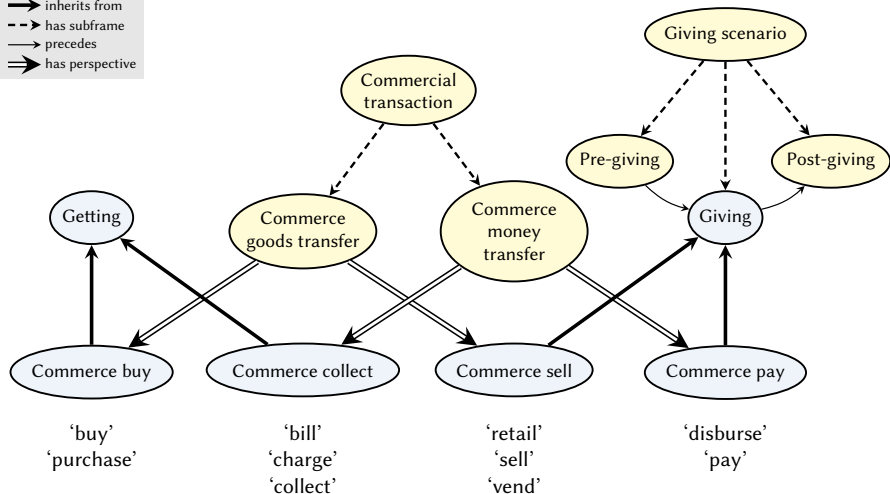 inherits from
has subframe
precedes
has perspective
Giving scenario
Commercial
transaction
Pre-giving
Post-giving
Getting
Commerce
goods transfer
Commerce
money
transfer
Giving
Commerce buy
Commerce collect
Commerce sell
Commerce pay
‘buy’
‘purchase’
‘bill’
‘charge’
‘collect’
‘retail’
‘sell’
‘vend’
‘disburse’
‘pay’